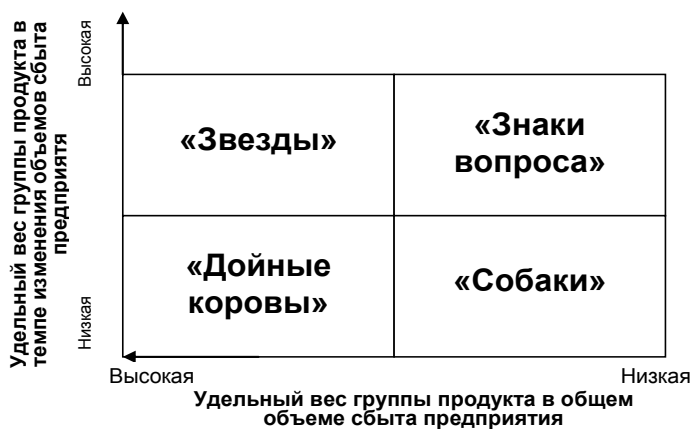 Удельный вес группы продукта в
темпе изменения объемов сбыта
предприятя
Высокая
Низкая
«Звезды»
«Знаки
вопроса»
«Дойные
коровы»
«Собаки»
Высокая
Низкая
Удельный вес группы продукта в общем
объеме сбыта предприятия